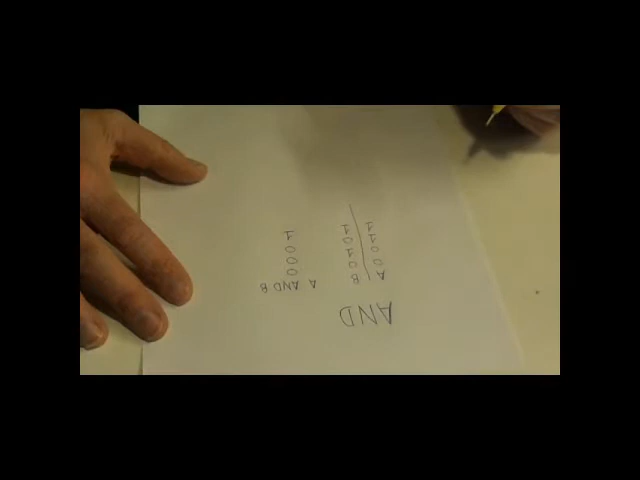 AND
A B A AND B
0 0 0
0 1 0
1 0 0
1 1 1